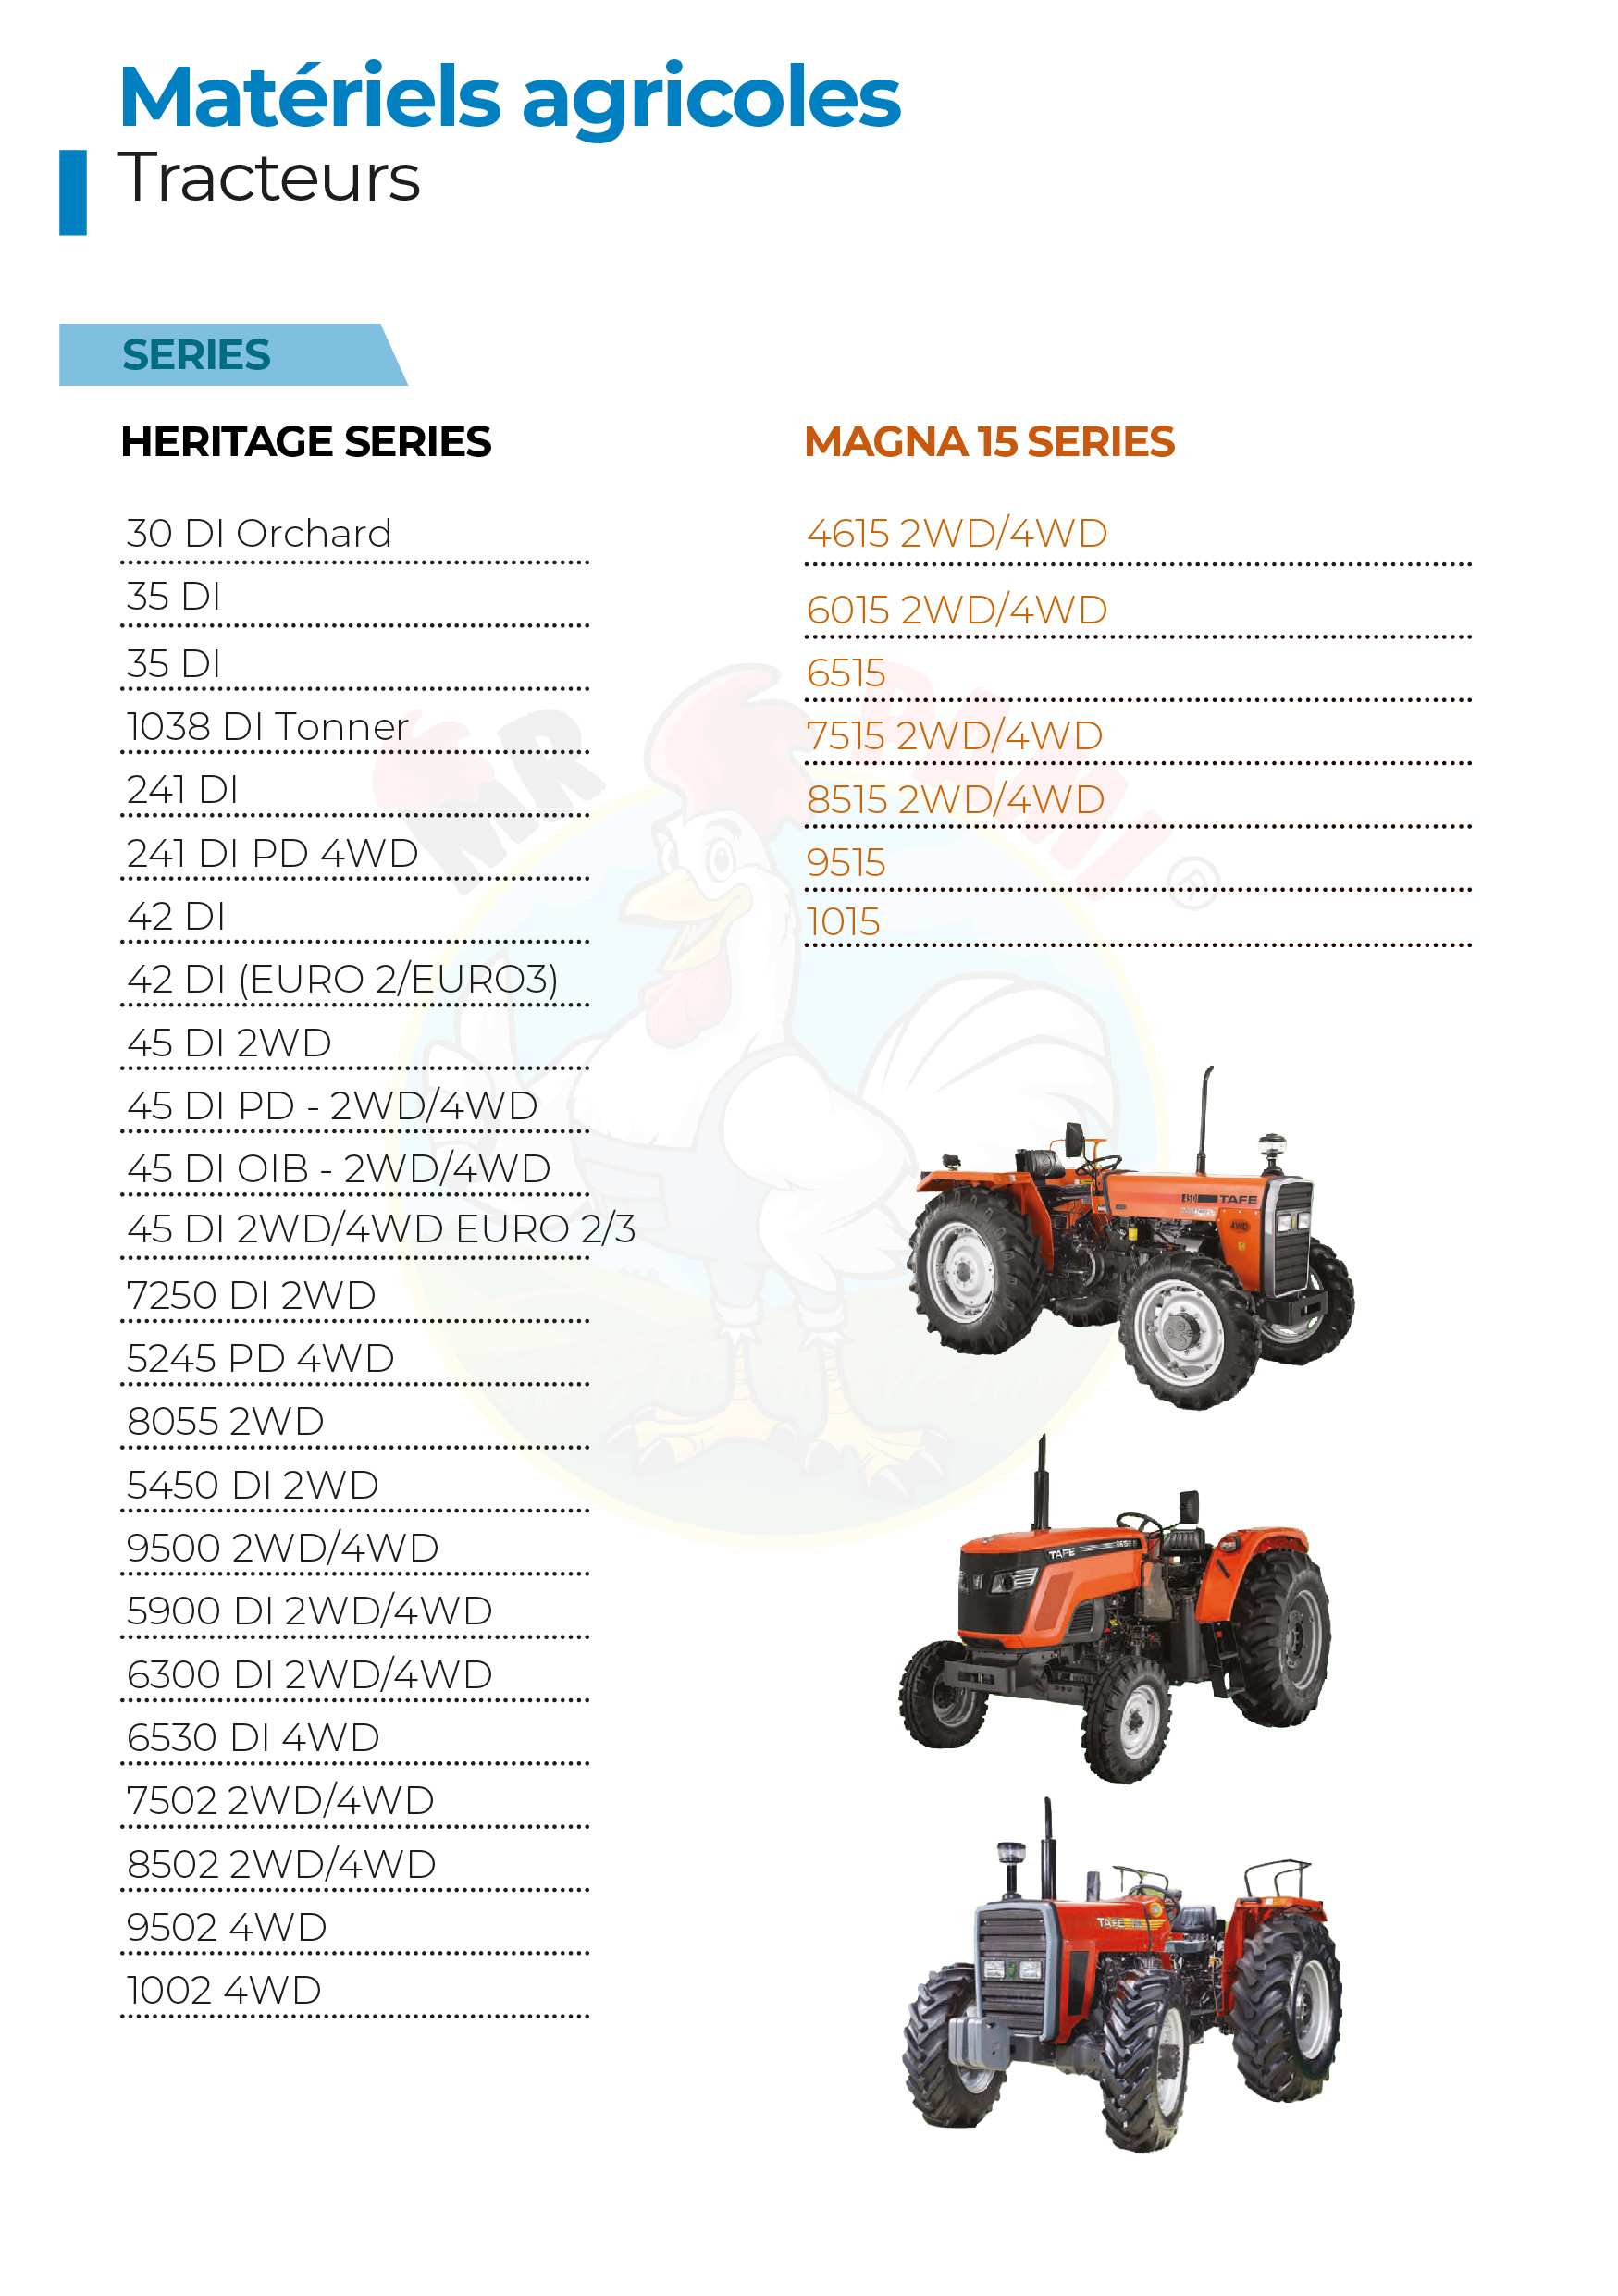 Matériels agricoles
Tracteurs
SERIES
HERITAGE SERIES
30 DI Orchard
35 DI
35 DI
1038 DI Tonner
241 DI
241 DI PD 4WD
42 DI
42 DI (EURO 2/EURO3)
45 DI 2WD
45 DI PD - 2WD/4WD
45 DI OIB - 2WD/4WD
45 DI 2WD/4WD EURO 2/3
7250 DI 2WD
5245 PD 4WD
8055 2WD
5450 DI 2WD
9500 2WD/4WD
5900 DI 2WD/4WD
6300 DI 2WD/4WD
6530 DI 4WD
7502 2WD/4WD
8502 2WD/4WD
9502 4WD
1002 4WD
MAGNA 15 SERIES
4615 2WD/4WD
6015 2WD/4WD
6515
7515 2WD/4WD
8515 2WD/4WD
9515
1015
MR PAMI
45DI TAFE
4WD
TAFE
TAFE